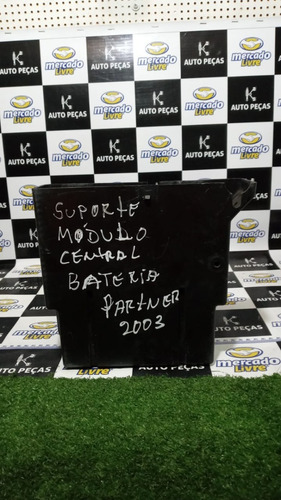 K
AUTO PEÇAS
mercado
LIVRE
SUPORTE
MÓDULO
CENTRAL
BATERIA
PARTNER
2003